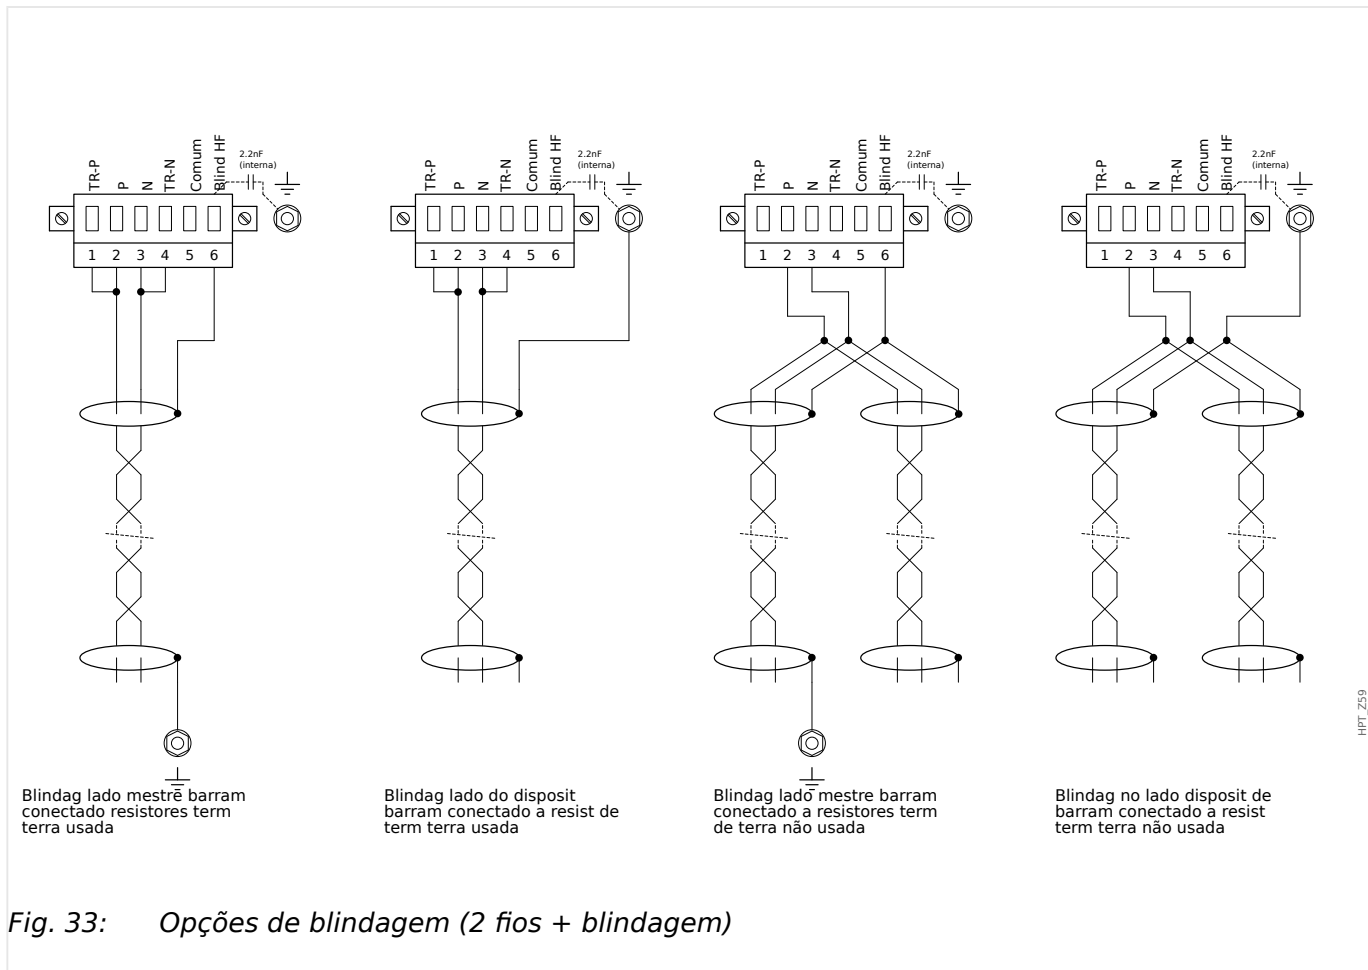 TR-P P N TR-N Comum Blind HF
2.2nF
(interna)
1 2 3 4 5 6
TR-P P N TR-N Comum Blind HF
2.2nF
(interna)
1 2 3 4 5 6
TR-P P N TR-N Comum Blind HF
2.2nF
(interna)
1 2 3 4 5 6
TR-P P N TR-N Comum Blind HF
2.2nF
(interna)
1 2 3 4 5 6
HPT_Z59
Blindag lado mestre barram
conectado resistores term
terra usada
Blindag lado do disposit
barram conectado a resist de
term terra usada
Blindag lado mestre barram
conectado a resistores term
de terra não usada
Blindag no lado disposit de
barram conectado a resist
term terra não usada
Fig. 33: Opções de blindagem (2 fios + blindagem)